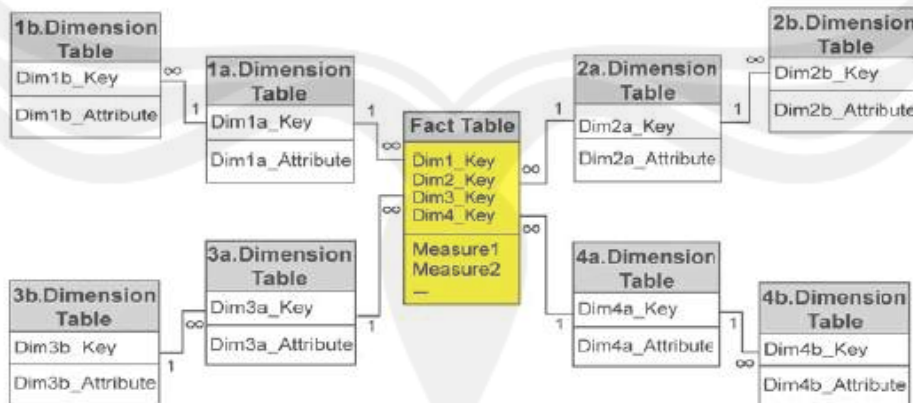 1b.Dimension
Table
Dim1b_Key
Dim1b_Attribute
∞
1
1a.Dimension
Table
Dim1a_Key
Dim1a_Attribute
1
∞
Fact Table
Dim1_Key
Dim2_Key
Dim3_Key
Dim4_Key
Measure1
Measure2
2a.Dimension
Table
Dim2a_Key
Dim2a_Attribute
1
∞
2b.Dimension
Table
Dim2b_Key
Dim2b_Attribute
∞
1
3a.Dimension
Table
Dim3a_Key
Dim3a_Attribute
∞
1
3b.Dimension
Table
Dim3b_Key
Dim3b_Attribute
∞
1
4a.Dimension
Table
Dim4a_Key
Dim4a_Attribute
∞
1
4b.Dimension
Table
Dim4b_Key
Dim4b_Attribute
1
∞